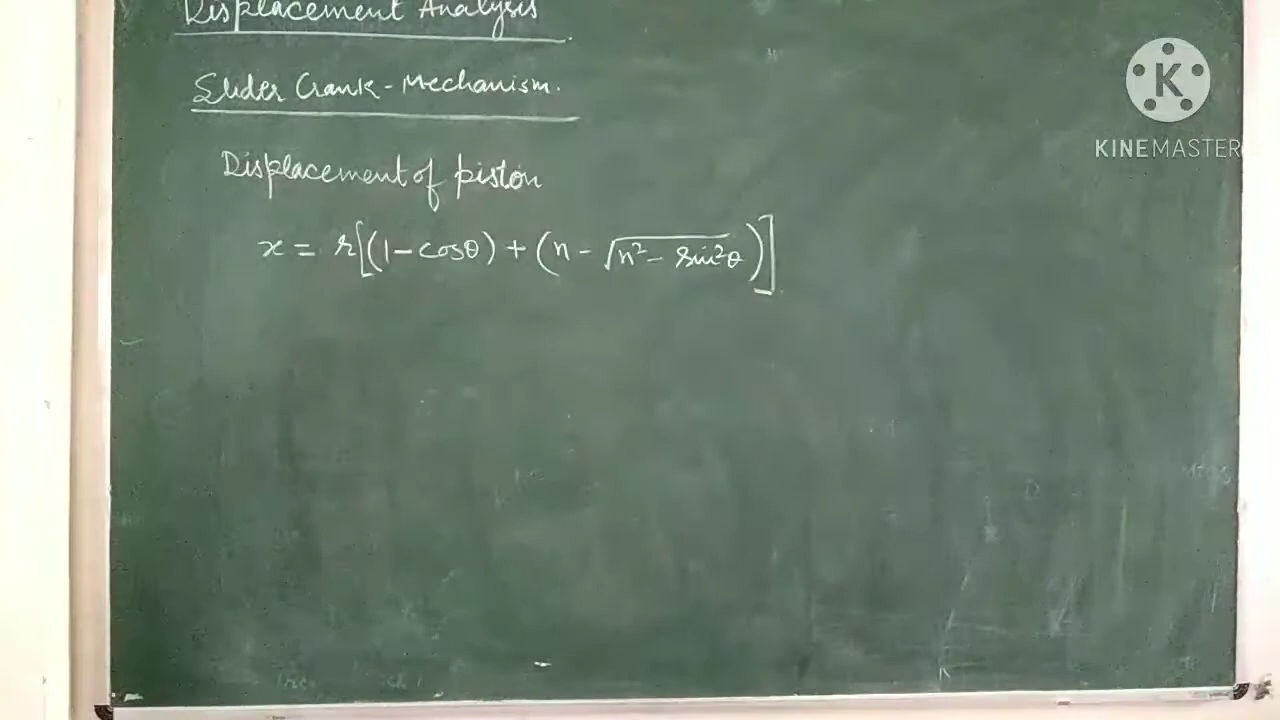 Displacement Analysis
K
KINEMASTER
Slider Crank-Mechanism.
Displacement of piston
x = r[(1-cosθ) + (n - √n² - sin²θ)]